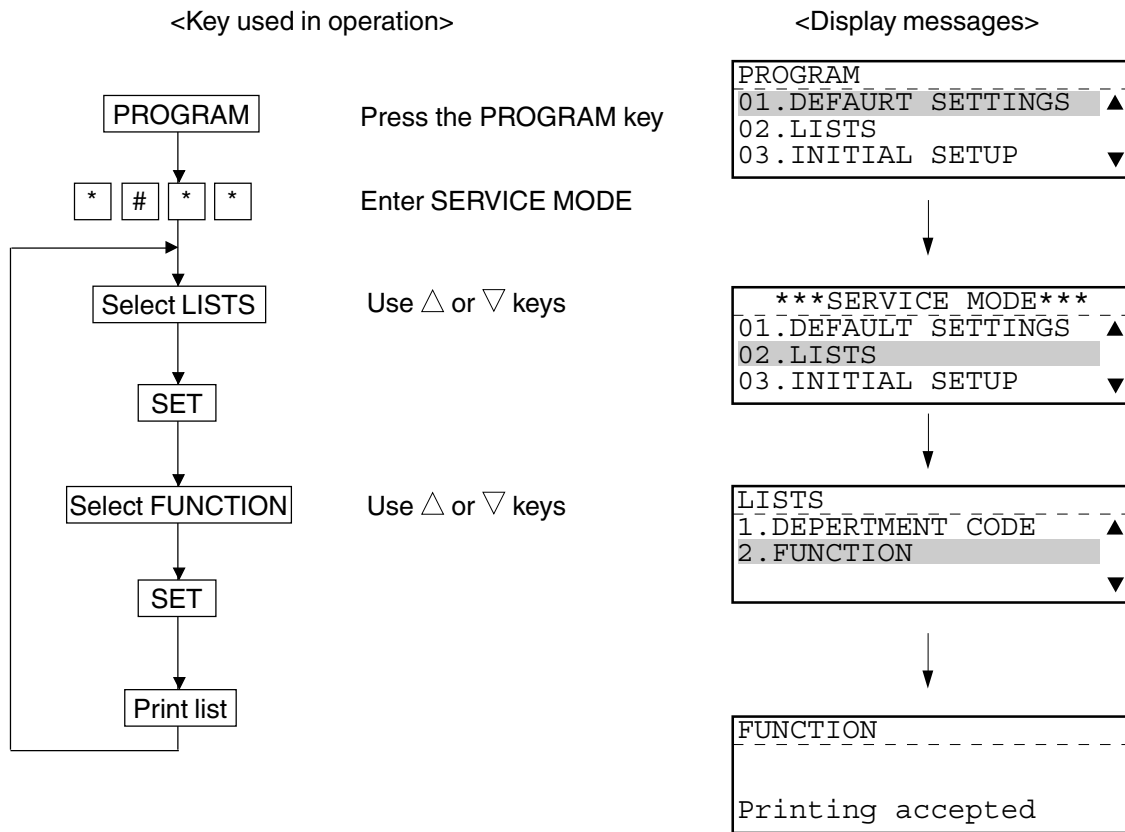 <Key used in operation>
<Display messages>
PROGRAM
Press the PROGRAM key
* # * *
Enter SERVICE MODE
Select LISTS
Use △ or ▽ keys
SET
Select FUNCTION
Use △ or ▽ keys
SET
Print list
PROGRAM
01.DEFAURT SETTINGS ▲
02.LISTS
03.INITIAL SETUP ▼
***SERVICE MODE***
01.DEFAULT SETTINGS ▲
02.LISTS
03.INITIAL SETUP ▼
LISTS
1.DEPERTMENT CODE ▲
2.FUNCTION
▼
FUNCTION
Printing accepted